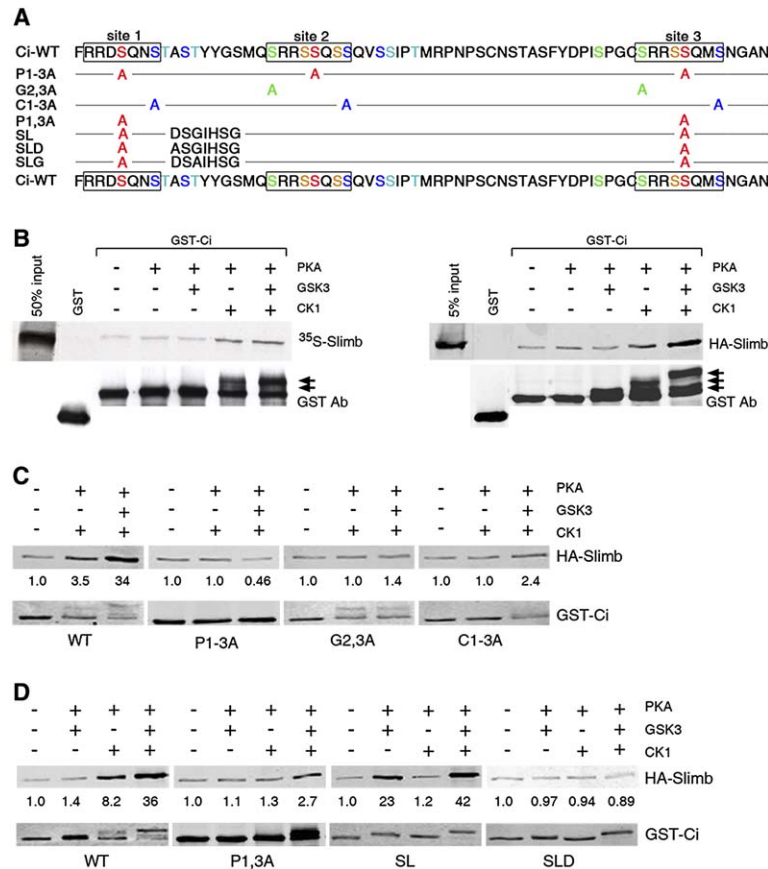 A
site 1 site 2 site 3
Ci-WT FRRDSQNSTASTYYGSMQSRRSSQSSQVSSIPTMRPNPSCNSTASFYDPISPGCSRRSSQMSNGAN
P1-3A A A A
G2,3A A A
C1-3A A A A
P1,3A A A
SL A DSGIHSG A
SLD A ASGIHSG A
SLG A DSAIHSG A
Ci-WT FRRDSQNSTASTYYGSMQSRRSSQSSQVSSIPTMRPNPSCNSTASFYDPISPGCSRRSSQMSNGAN
B
GST-Ci
50% input GST - + + + + PKA
- - + - + GSK3
- - - + + CK1
35S-Slimb
GST Ab
GST-Ci
5% input GST - + + + + PKA
- - + - + GSK3
- - - + + CK1
HA-Slimb
GST Ab
C
- + + - + + - + + - + + PKA
- - + - - + - - + - - + GSK3
- + + - + + - + + - + + CK1
HA-Slimb
1.0 3.5 34 1.0 1.0 0.46 1.0 1.0 1.4 1.0 1.0 2.4
GST-Ci
WT P1-3A G2,3A C1-3A
D
- + + + - + + + - + + + - + + + PKA
- + - + - + - + - + - + - + - + GSK3
- - + + - - + + - - + + - - + + CK1
HA-Slimb
1.0 1.4 8.2 36 1.0 1.1 1.3 2.7 1.0 23 1.2 42 1.0 0.97 0.94 0.89
GST-Ci
WT P1,3A SL SLD